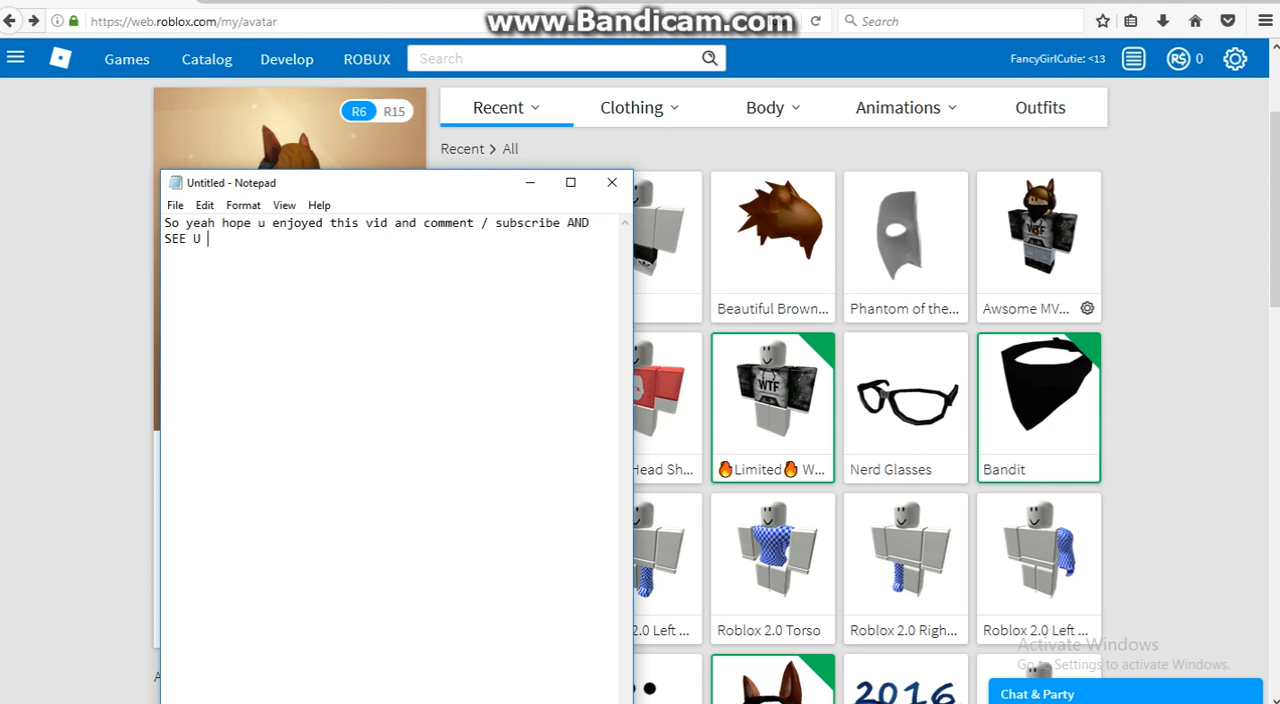 www.Bandicam.com
https://web.roblox.com/my/avatar
Search
Games
Catalog
Develop
ROBUX
Search
FancyGirlCutie: <13
R$ 0
R6
R15
Recent
Clothing
Body
Animations
Outfits
Recent > All
Untitled - Notepad
File Edit Format View Help
So yeah hope u enjoyed this vid and comment / subscribe AND
SEE U
Beautiful Brown...
Phantom of the...
Awsome MV...
WTF
Head Sh...
🔥Limited🔥 W...
Nerd Glasses
Bandit
2.0 Left ...
Roblox 2.0 Torso
Roblox 2.0 Righ...
Roblox 2.0 Left ...
Activate Windows
Go to Settings to activate Windows.
2016
Chat & Party